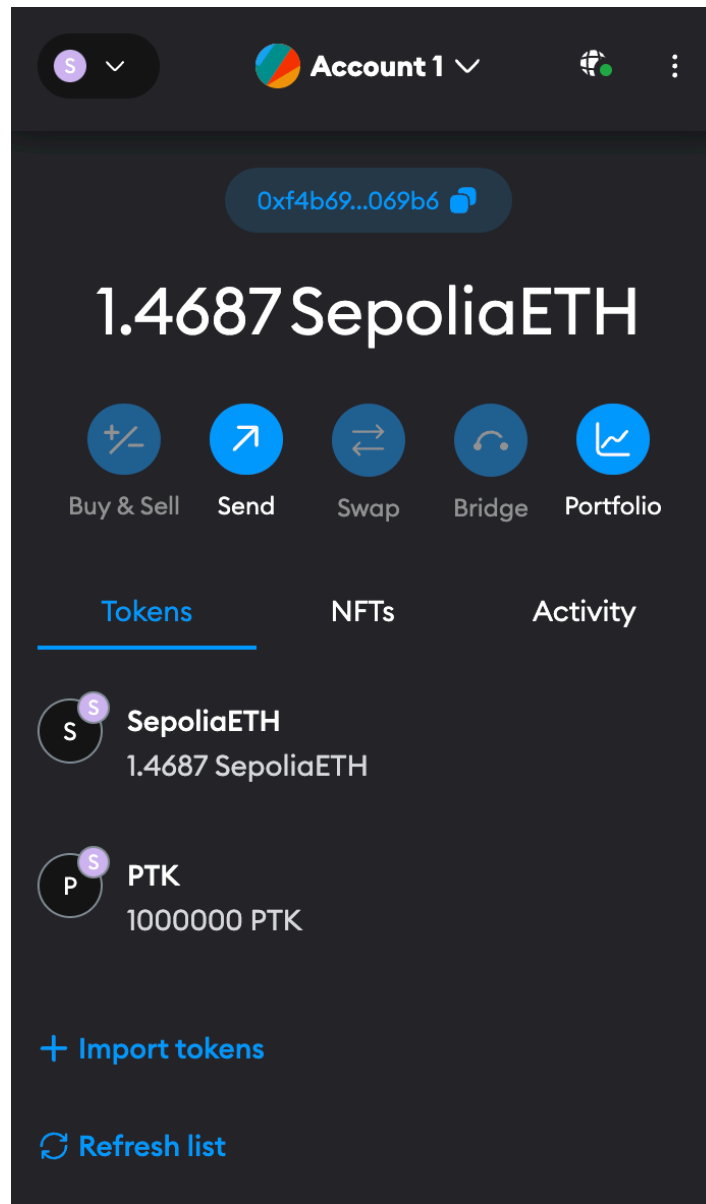 S Account 1
0xf4b69...069b6
1.4687 SepoliaETH
Buy & Sell Send Swap Bridge Portfolio
Tokens NFTs Activity
S
S SepoliaETH
1.4687 SepoliaETH
S
P PTK
1000000 PTK
+ Import tokens
Refresh list